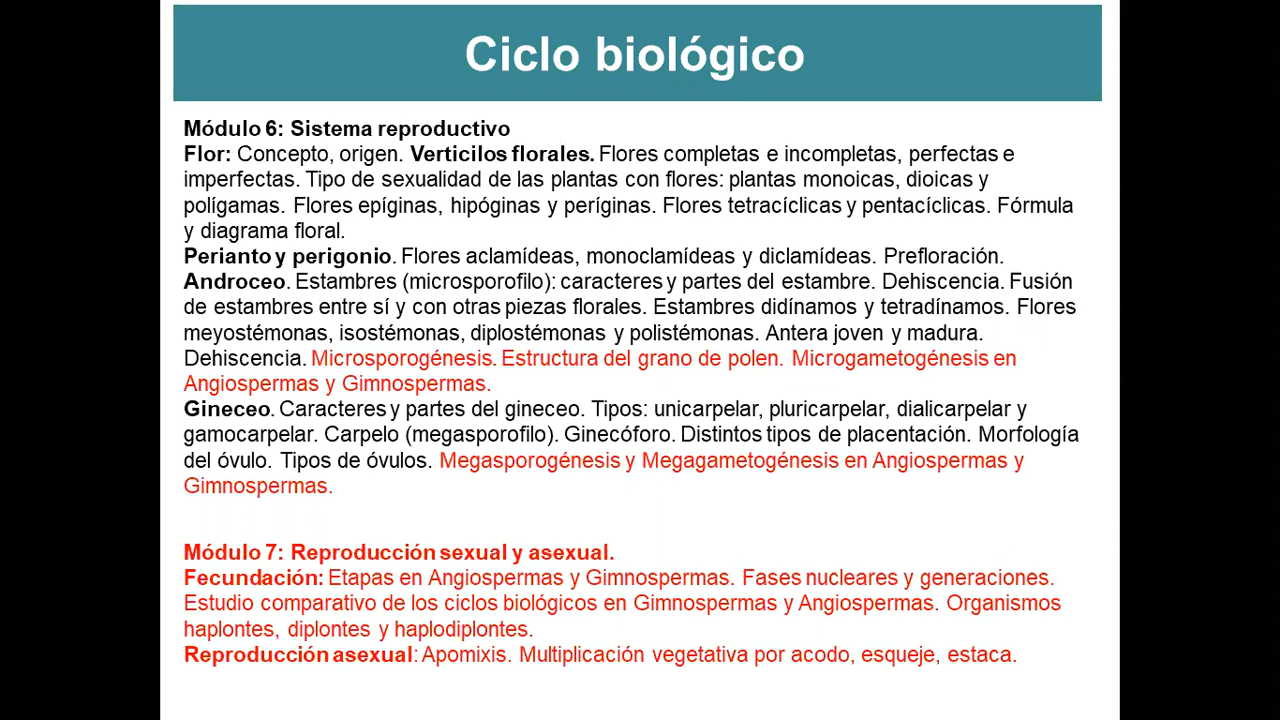 Ciclo biológico
Módulo 6: Sistema reproductivo
Flor: Concepto, origen. Verticilos florales. Flores completas e incompletas, perfectas e
imperfectas. Tipo de sexualidad de las plantas con flores: plantas monoicas, dioicas y
polígamas. Flores epíginas, hipóginas y períginas. Flores tetracíclicas y pentacíclicas. Fórmula
y diagrama floral.
Perianto y perigonio. Flores aclamídeas, monoclamídeas y diclamídeas. Prefloración.
Androceo. Estambres (microsporofilo): caracteres y partes del estambre. Dehiscencia. Fusión
de estambres entre sí y con otras piezas florales. Estambres didínamos y tetradínamos. Flores
meyostémonas, isostémonas, diplostémonas y polistémonas. Antera joven y madura.
Dehiscencia. Microsporogénesis. Estructura del grano de polen. Microgametogénesis en
Angiospermas y Gimnospermas.
Gineceo. Caracteres y partes del gineceo. Tipos: unicarpelar, pluricarpelar, dialicarpelar y
gamocarpelar. Carpelo (megasporofilo). Ginecóforo. Distintos tipos de placentación. Morfología
del óvulo. Tipos de óvulos. Megasporogénesis y Megagametogénesis en Angiospermas y
Gimnospermas.
Módulo 7: Reproducción sexual y asexual.
Fecundación: Etapas en Angiospermas y Gimnospermas. Fases nucleares y generaciones.
Estudio comparativo de los ciclos biológicos en Gimnospermas y Angiospermas. Organismos
haplontes, diplontes y haplodiplontes.
Reproducción asexual: Apomixis. Multiplicación vegetativa por acodo, esqueje, estaca.